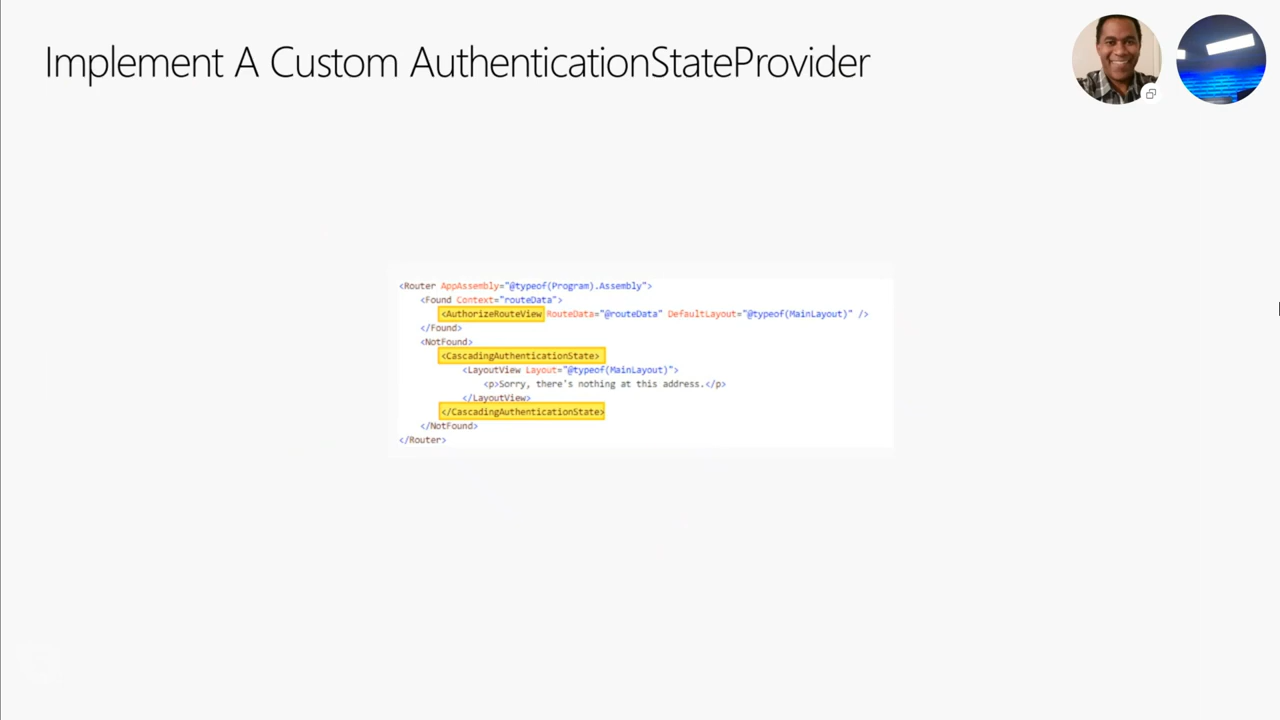 Implement A Custom AuthenticationStateProvider
<Router AppAssembly="@typeof(Program).Assembly">
<Found Context="routeData">
<AuthorizeRouteView RouteData="@routeData" DefaultLayout="@typeof(MainLayout)" />
</Found>
<NotFound>
<CascadingAuthenticationState>
<LayoutView Layout="@typeof(MainLayout)">
<p>Sorry, there's nothing at this address.</p>
</LayoutView>
</CascadingAuthenticationState>
</NotFound>
</Router>